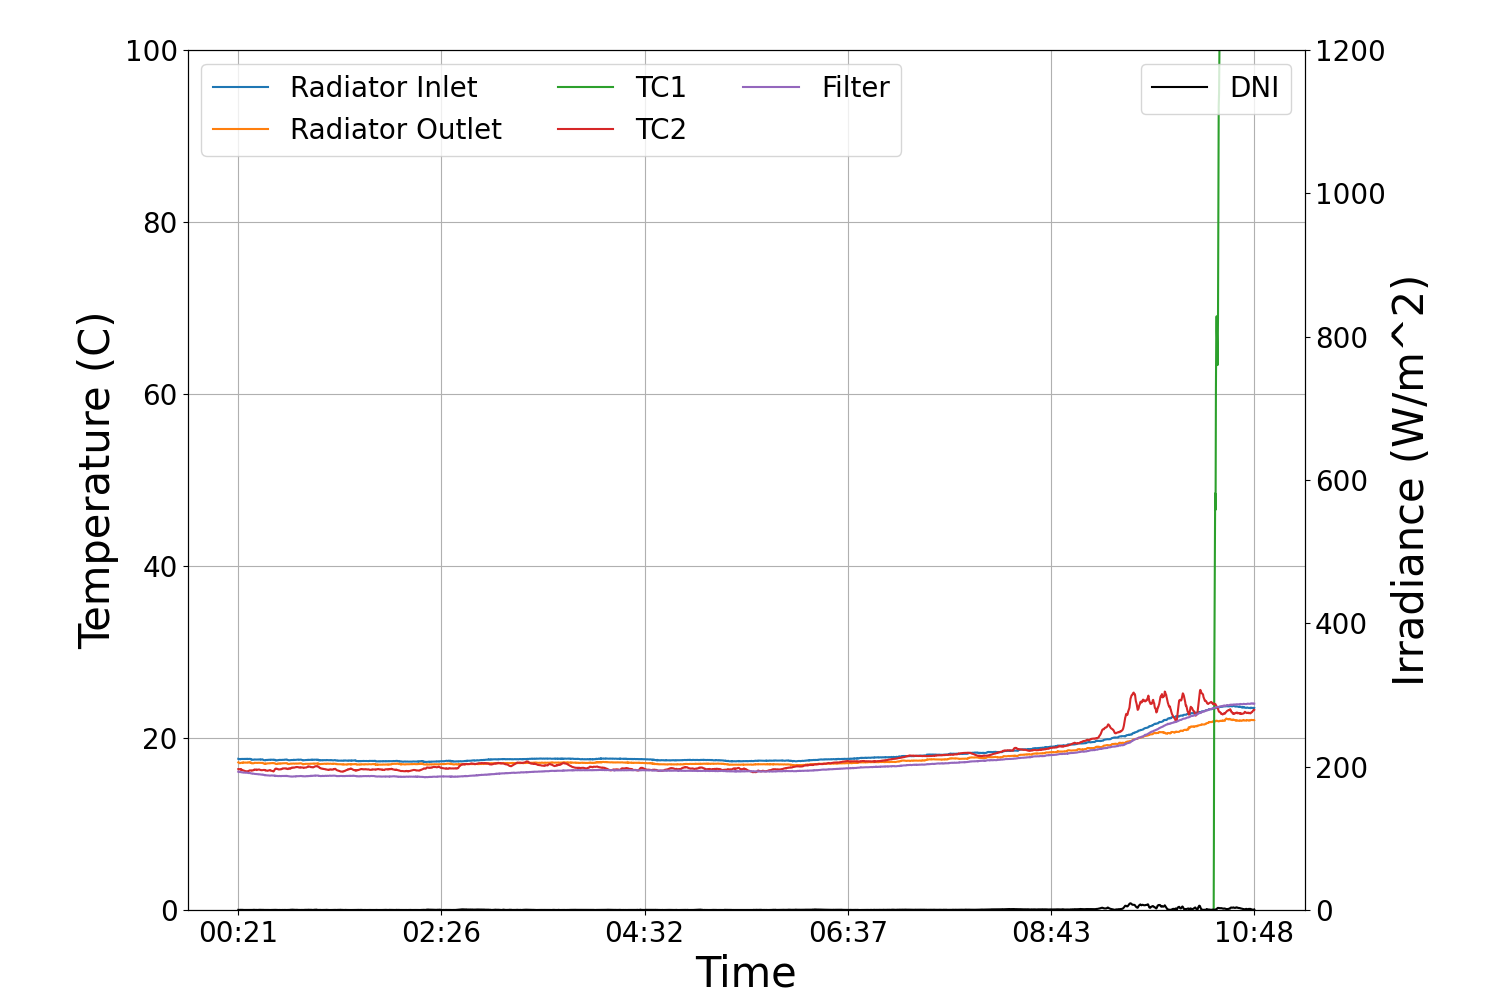 100
80
60
40
20
0
Temperature (C)
Radiator Inlet
Radiator Outlet
TC1
TC2
Filter
DNI
1200
1000
800
600
400
200
0
Irradiance (W/m^2)
00:21 02:26 04:32 06:37 08:43 10:48
Time